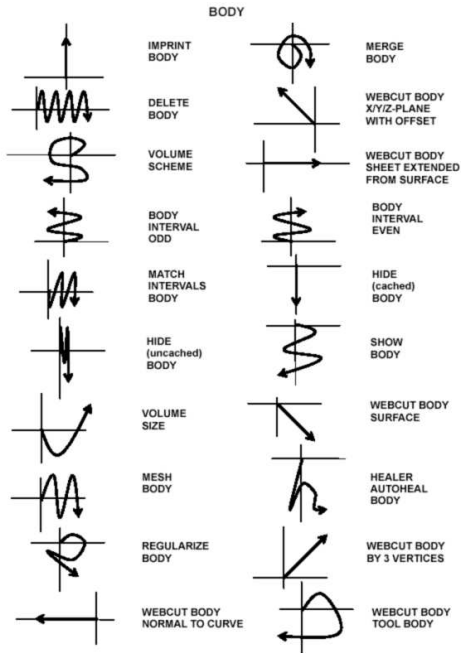 BODY
IMPRINT
BODY
MERGE
BODY
DELETE
BODY
WEBCUT BODY
X/Y/Z-PLANE
WITH OFFSET
VOLUME
SCHEME
WEBCUT BODY
SHEET EXTENDED
FROM SURFACE
BODY
INTERVAL
ODD
BODY
INTERVAL
EVEN
MATCH
INTERVALS
BODY
HIDE
(cached)
BODY
HIDE
(uncached)
BODY
SHOW
BODY
VOLUME
SIZE
WEBCUT BODY
SURFACE
MESH
BODY
HEALER
AUTOHEAL
BODY
REGULARIZE
BODY
WEBCUT BODY
BY 3 VERTICES
WEBCUT BODY
NORMAL TO CURVE
WEBCUT BODY
TOOL BODY